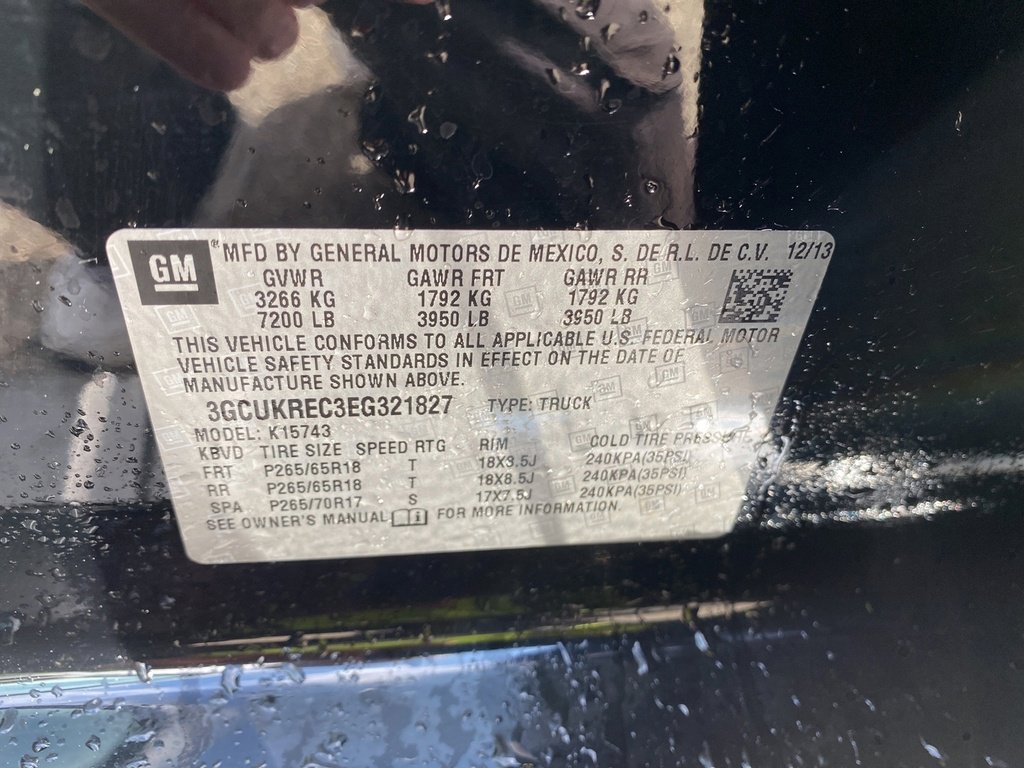 GM® MFD BY GENERAL MOTORS DE MEXICO, S. DE R.L. DE C.V. 12/13
GVWR GAWR FRT GAWR RR
3266 KG 1792 KG 1792 KG
7200 LB 3950 LB 3950 LB
THIS VEHICLE CONFORMS TO ALL APPLICABLE U.S. FEDERAL MOTOR
VEHICLE SAFETY STANDARDS IN EFFECT ON THE DATE OF
MANUFACTURE SHOWN ABOVE.
3GCUKREC3EG321827 TYPE: TRUCK
MODEL: K15743
KBVD TIRE SIZE SPEED RTG RIM COLD TIRE PRESSURE
FRT P265/65R18 T 18X8.5J 240KPA(35PSI)
RR P265/65R18 T 18X8.5J 240KPA(35PSI)
SPA P265/70R17 S 17X7.5J 240KPA(35PSI)
SEE OWNER'S MANUAL FOR MORE INFORMATION.